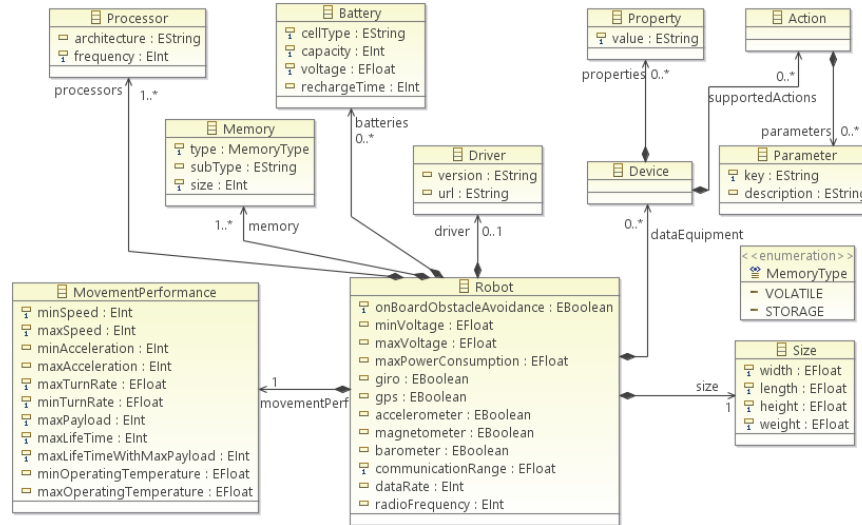 Processor
architecture : EString
frequency : EInt
Battery
cellType : EString
capacity : EInt
voltage : EFloat
rechargeTime : EInt
Property
value : EString
Action
processors
1..*
batteries
0..*
properties
0..*
0..*
supportedActions
Memory
type : MemoryType
subType : EString
size : EInt
Driver
version : EString
url : EString
Device
parameters
0..*
Parameter
key : EString
description : EString
1..*
memory
driver
0..1
0..*
dataEquipment
<<enumeration>>
MemoryType
VOLATILE
STORAGE
MovementPerformance
minSpeed : EInt
maxSpeed : EInt
minAcceleration : EInt
maxAcceleration : EInt
maxTurnRate : EFloat
minTurnRate : EFloat
maxPayload : EInt
maxLifeTime : EInt
maxLifeTimeWithMaxPayload : EInt
minOperatingTemperature : EFloat
maxOperatingTemperature : EFloat
1
movementPerf
Robot
onBoardObstacleAvoidance : EBoolean
minVoltage : EFloat
maxVoltage : EFloat
maxPowerConsumption : EFloat
giro : EBoolean
gps : EBoolean
accelerometer : EBoolean
magnetometer : EBoolean
barometer : EBoolean
communicationRange : EFloat
dataRate : EInt
radioFrequency : EInt
size
1
Size
width : EFloat
length : EFloat
height : EFloat
weight : EFloat